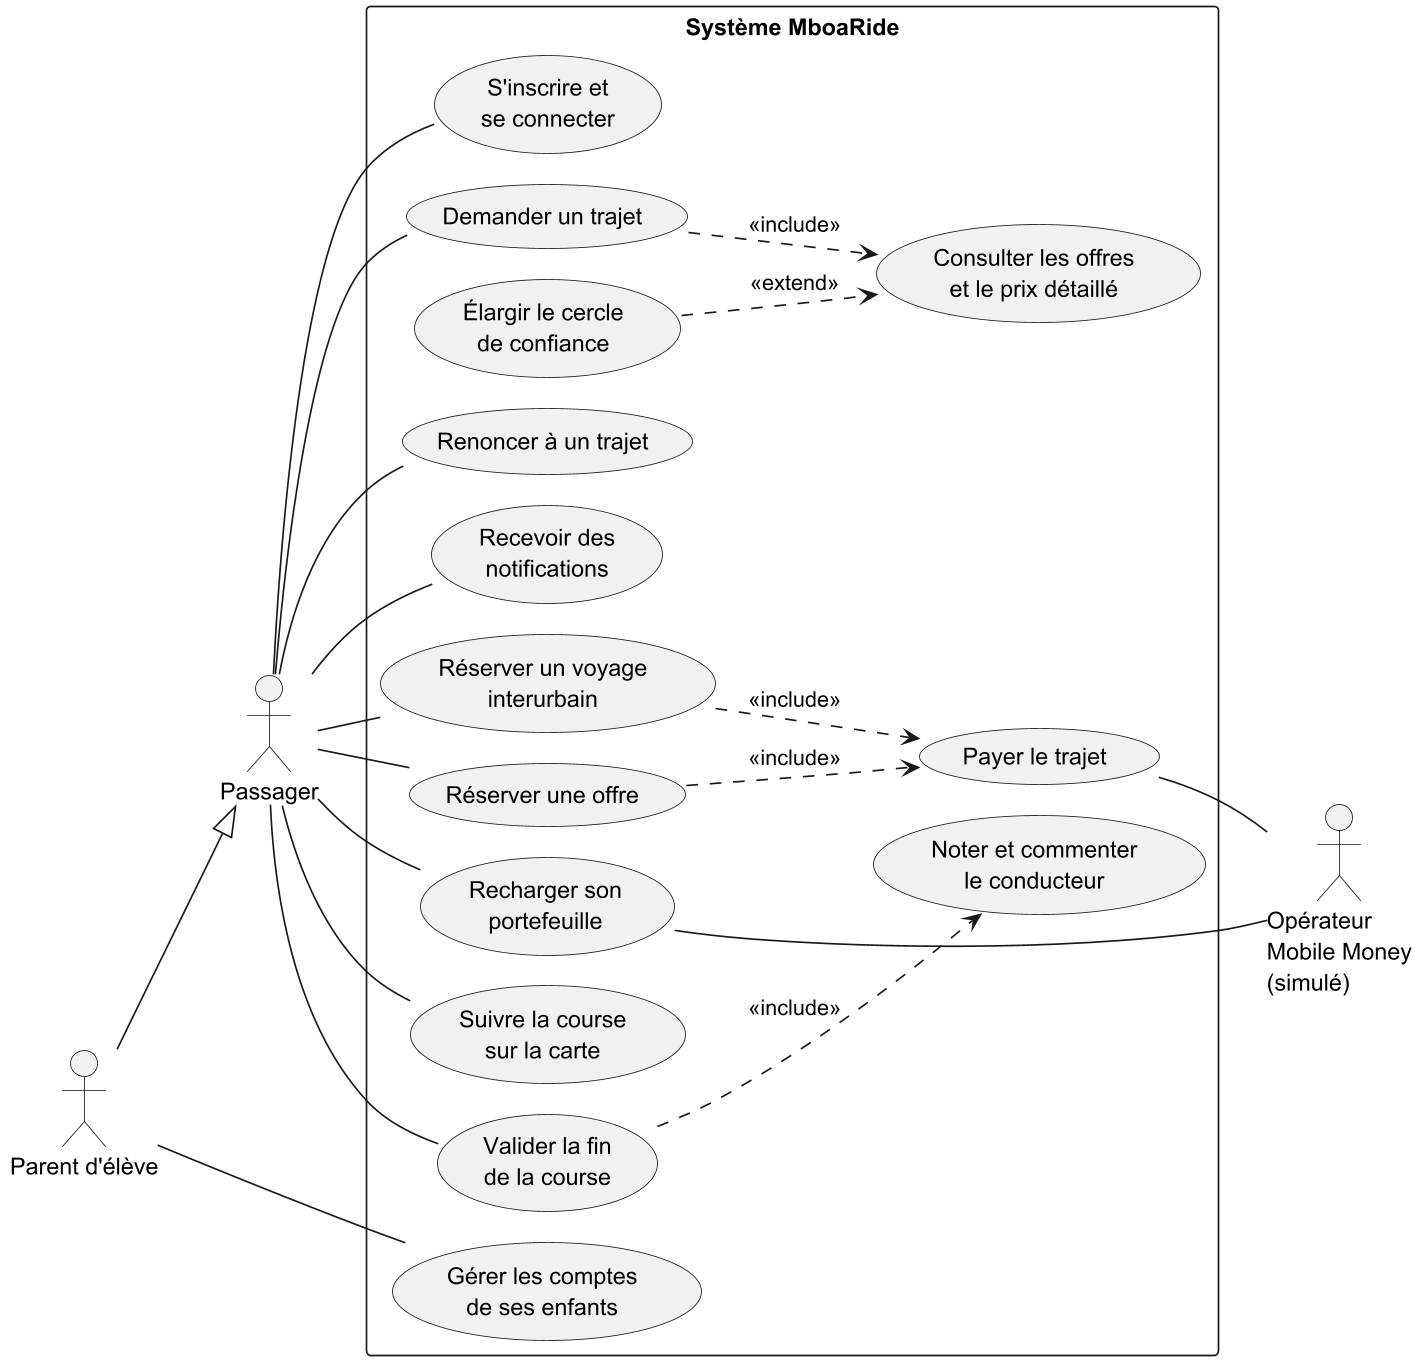 Système MboaRide
S'inscrire et
se connecter
Demander un trajet
«include»
Consulter les offres
et le prix détaillé
«extend»
Élargir le cercle
de confiance
Renoncer à un trajet
Recevoir des
notifications
Réserver un voyage
interurbain
«include»
Payer le trajet
«include»
Réserver une offre
Passager
Noter et commenter
le conducteur
Recharger son
portefeuille
Opérateur
Mobile Money
(simulé)
«include»
Suivre la course
sur la carte
Valider la fin
de la course
Parent d'élève
Gérer les comptes
de ses enfants